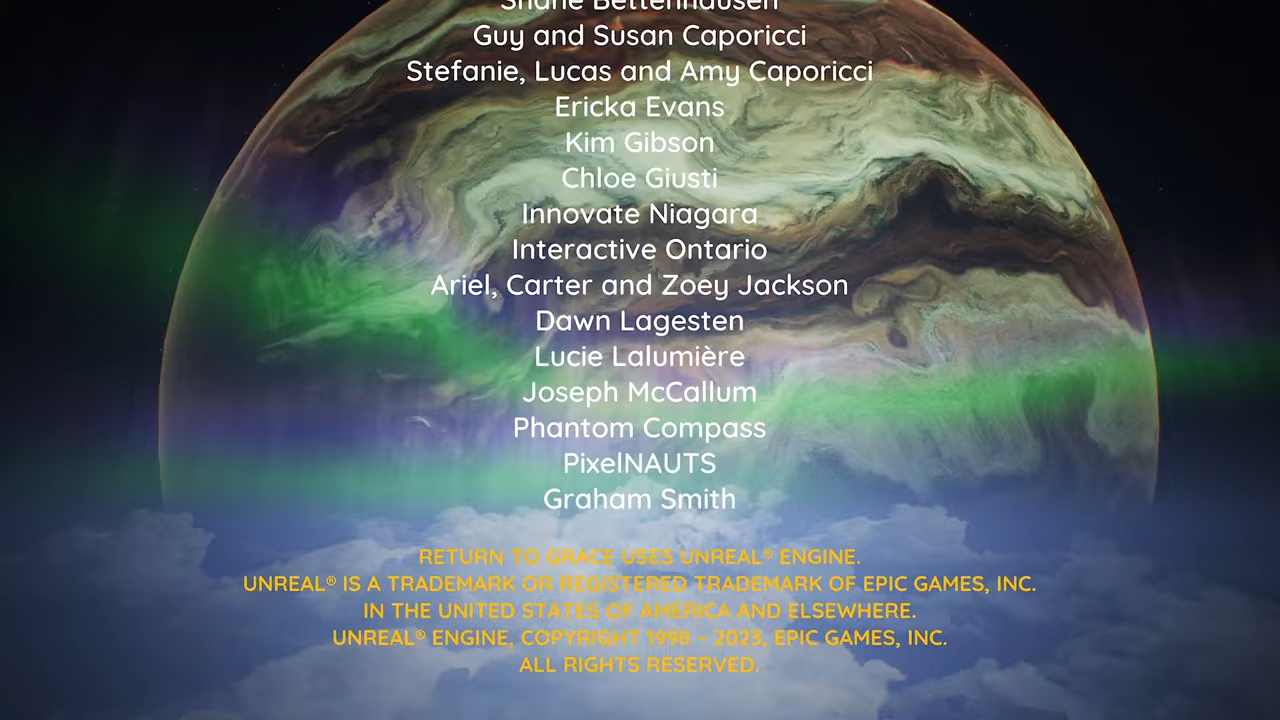 Shane Bettenhausen
Guy and Susan Caporicci
Stefanie, Lucas and Amy Caporicci
Ericka Evans
Kim Gibson
Chloe Giusti
Innovate Niagara
Interactive Ontario
Ariel, Carter and Zoey Jackson
Dawn Lagesten
Lucie Lalumière
Joseph McCallum
Phantom Compass
PixelNAUTS
Graham Smith
RETURN TO GRACE USES UNREAL® ENGINE.
UNREAL® IS A TRADEMARK OR REGISTERED TRADEMARK OF EPIC GAMES, INC.
IN THE UNITED STATES OF AMERICA AND ELSEWHERE.
UNREAL® ENGINE, COPYRIGHT 1998 – 2023, EPIC GAMES, INC.
ALL RIGHTS RESERVED.